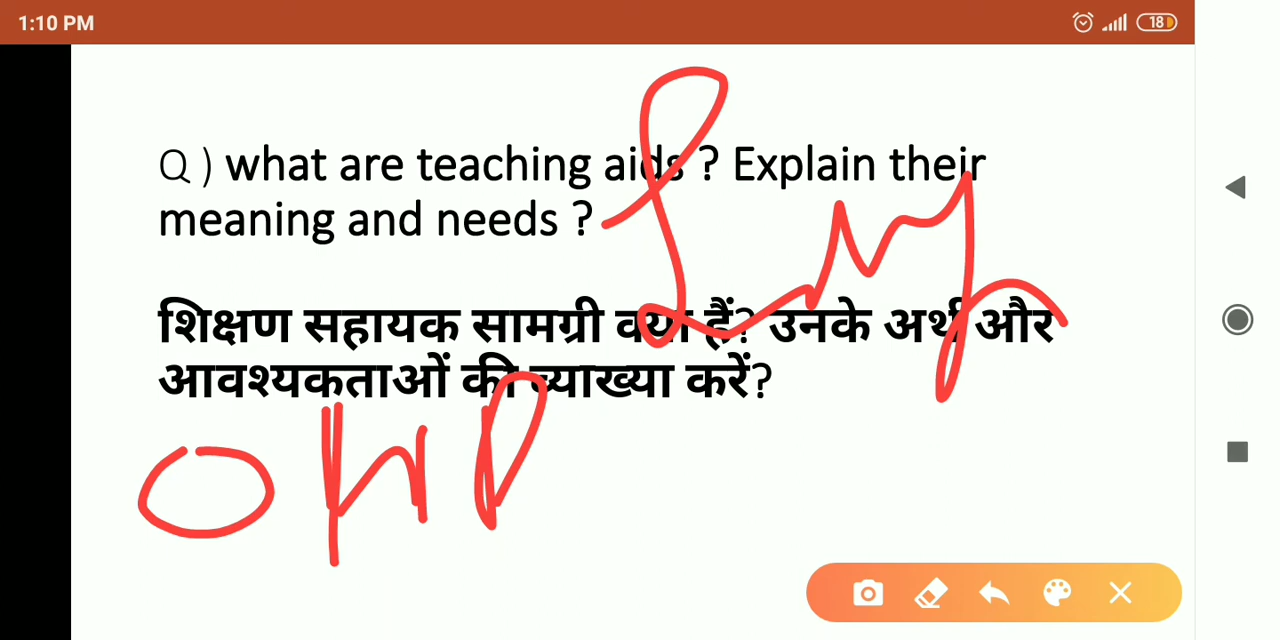 1:10 PM
18
Q ) what are teaching aids ? Explain their
meaning and needs ?
शिक्षण सहायक सामग्री क्या हैं? उनके अर्थ और
आवश्यकताओं की व्याख्या करें?
OHP